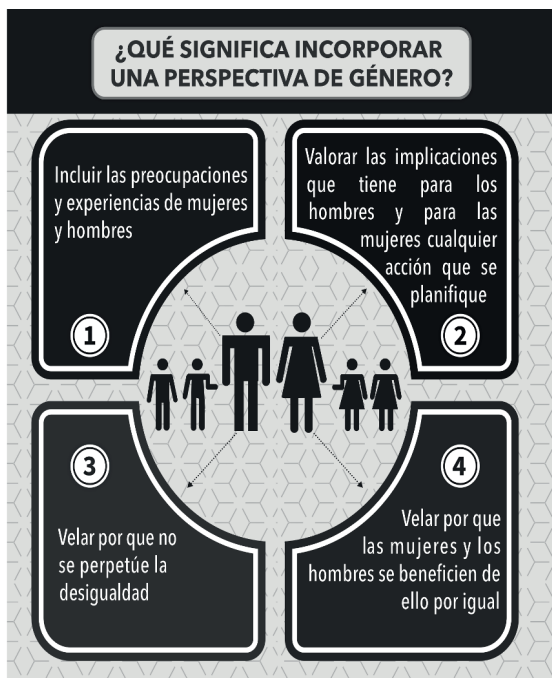 ¿QUÉ SIGNIFICA INCORPORAR
UNA PERSPECTIVA DE GÉNERO?
Incluir las preocupaciones
y experiencias de mujeres
y hombres
1
Valorar las implicaciones
que tiene para los
hombres y para las
mujeres cualquier
acción que se
planifique
2
3
Velar por que no
se perpetúe la
desigualdad
4
Velar por que
las mujeres y los
hombres se beneficien de
ello por igual